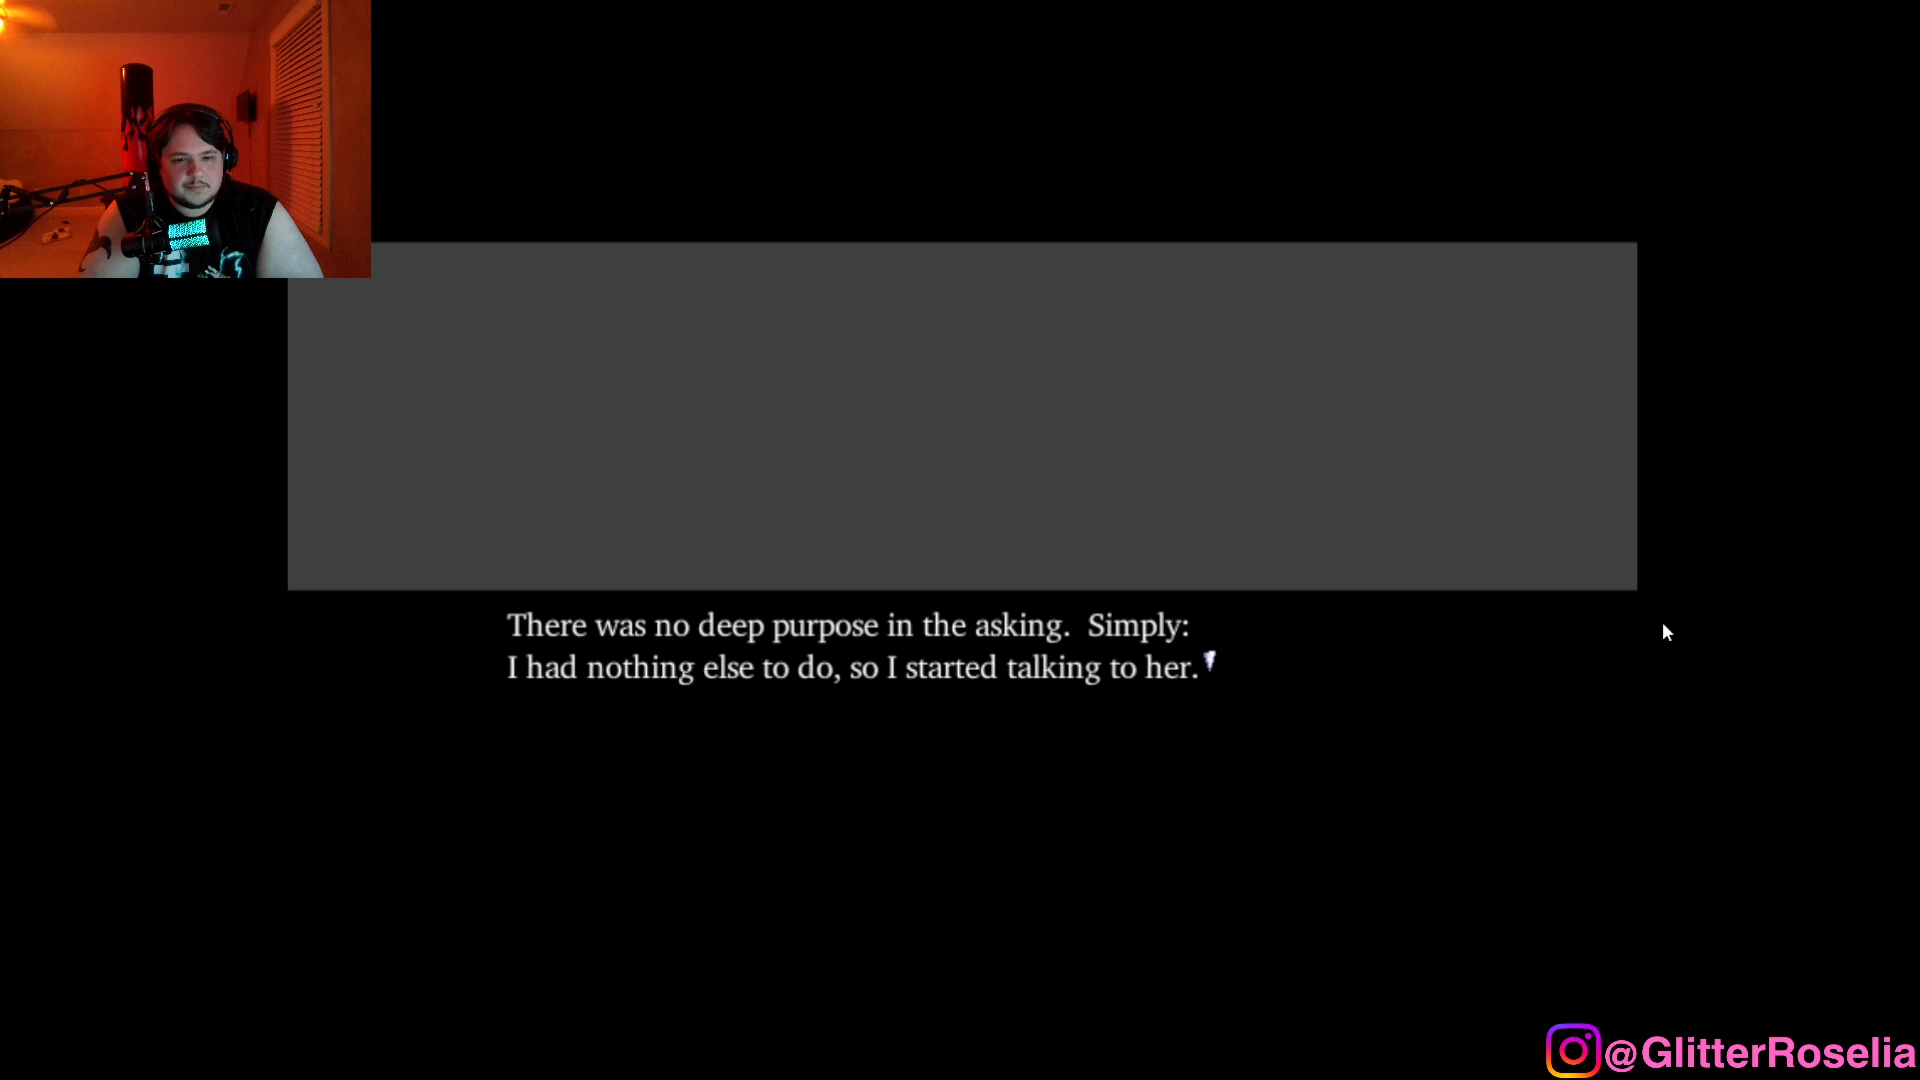 There was no deep purpose in the asking.  Simply:
I had nothing else to do, so I started talking to her.
@GlitterRoselia